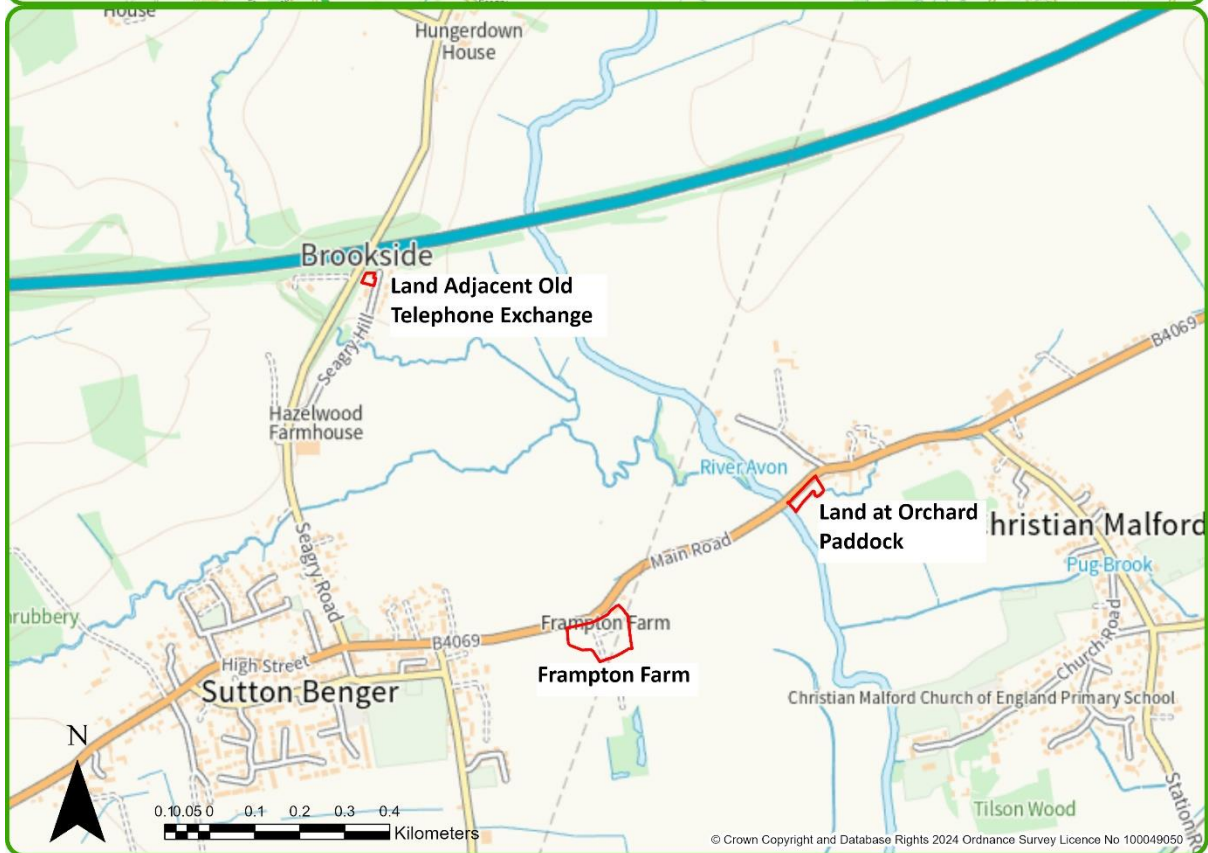 House
Hungerdown
House
Brookside
Land Adjacent Old
Telephone Exchange
Seagry Hill
B4069
Hazelwood
Farmhouse
River Avon
Land at Orchard
Paddock
Christian Malford
Pug Brook
Seagry Road
Main Road
Church Road
rubbery
Frampton Farm
B4069
High Street
Frampton Farm
Sutton Benger
Christian Malford Church of England Primary School
N
Tilson Wood
Station Ro
0.1 0.05 0 0.1 0.2 0.3 0.4
Kilometers
© Crown Copyright and Database Rights 2024 Ordnance Survey Licence No 100049050